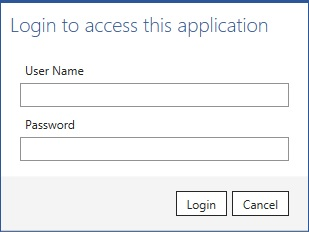 Login to access this application
User Name
Password
Login Cancel